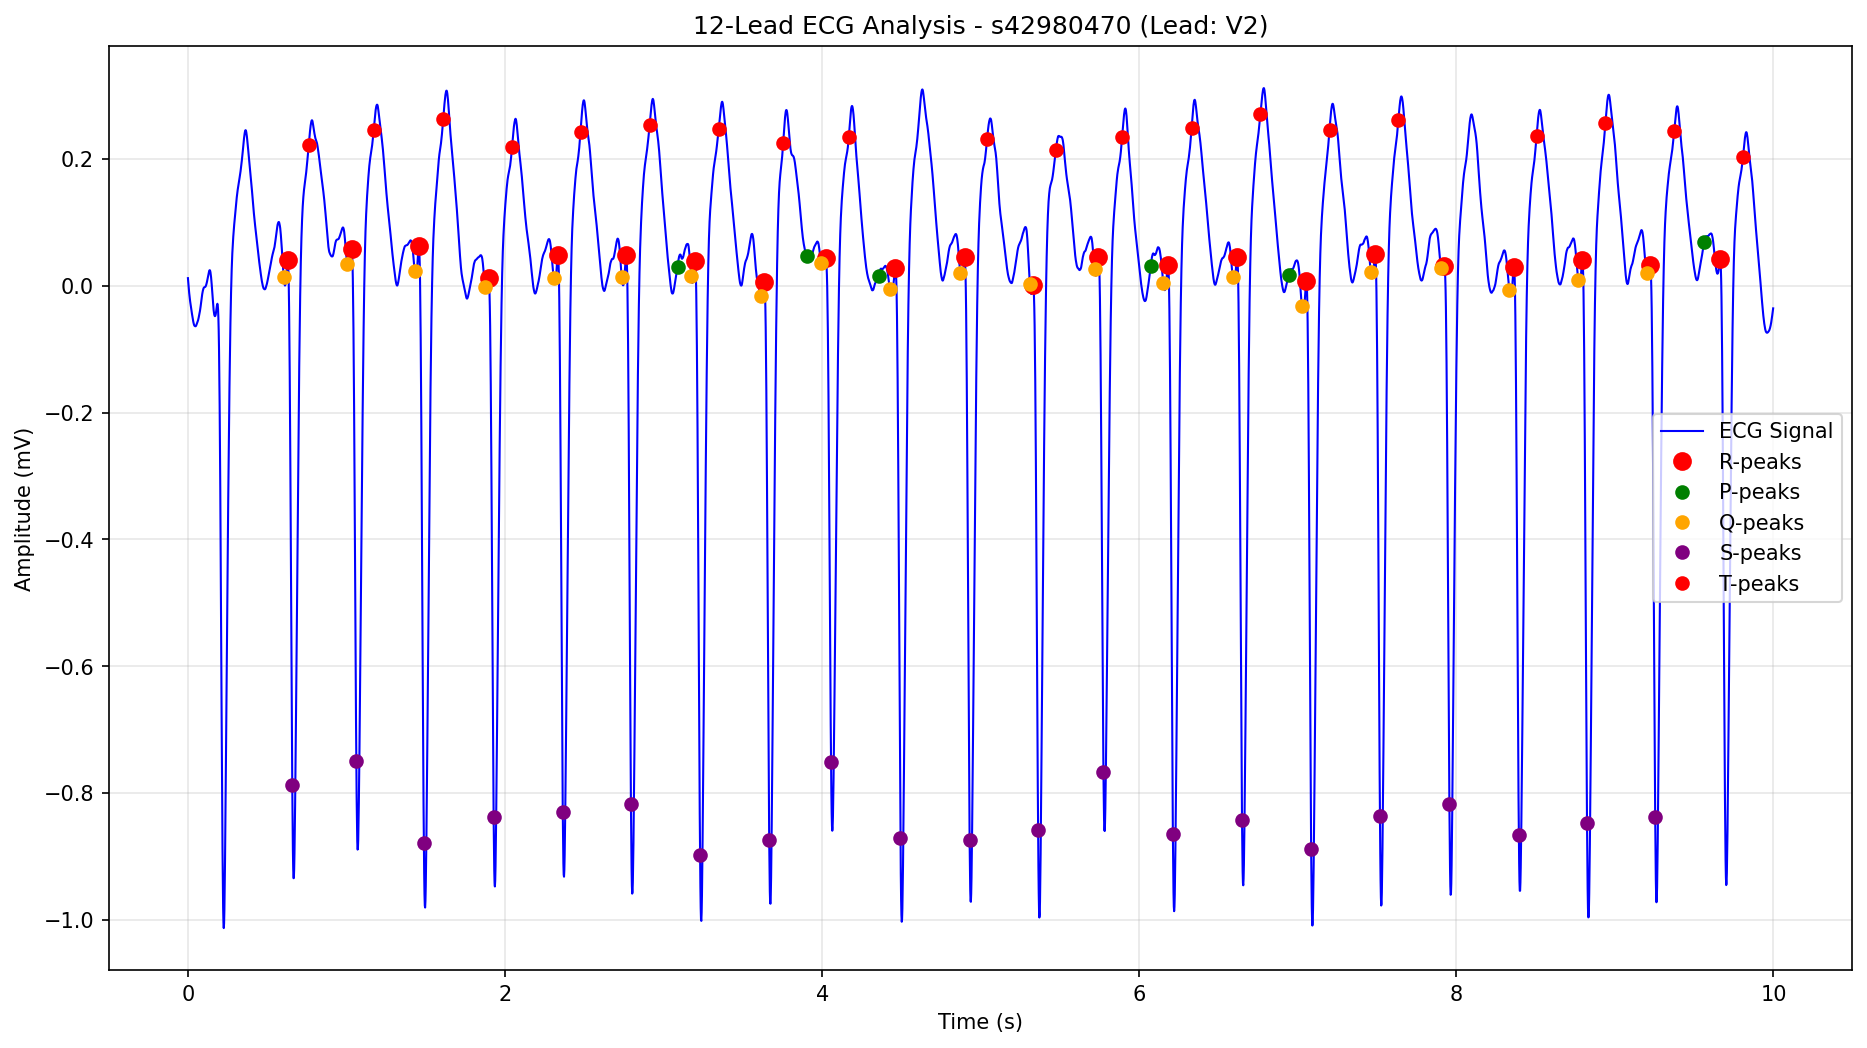 12-Lead ECG Analysis - s42980470 (Lead: V2)
Amplitude (mV)
0.2
0.0
−0.2
−0.4
−0.6
−0.8
−1.0
ECG Signal
R-peaks
P-peaks
Q-peaks
S-peaks
T-peaks
0 2 4 6 8 10
Time (s)